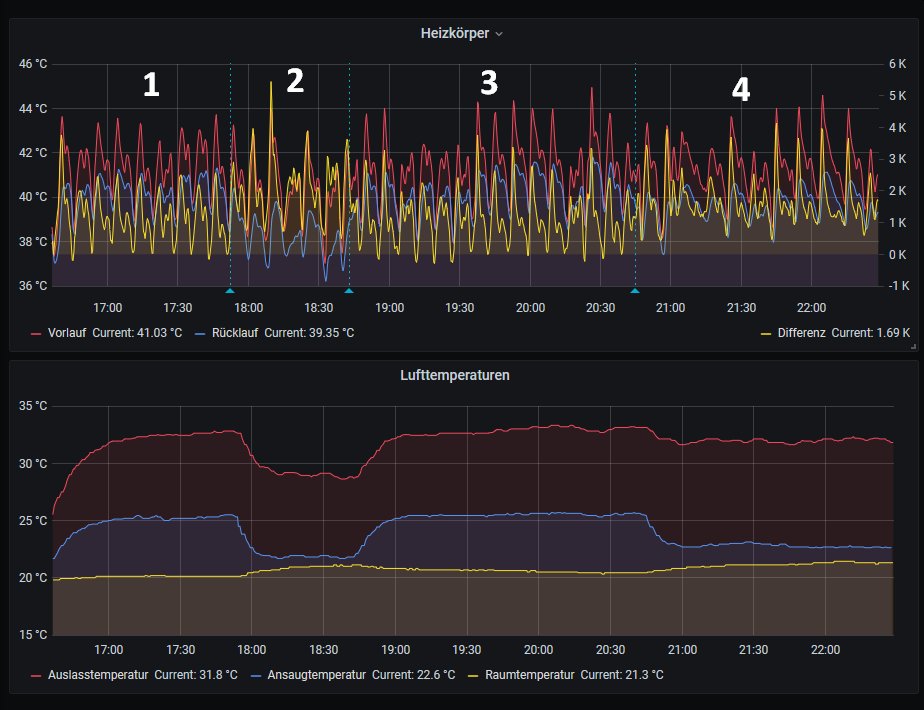 Heizkörper
46 °C
44 °C
42 °C
40 °C
38 °C
36 °C
6 K
5 K
4 K
3 K
2 K
1 K
0 K
-1 K
1
2
3
4
17:00 17:30 18:00 18:30 19:00 19:30 20:00 20:30 21:00 21:30 22:00
Vorlauf Current: 41.03 °C Rücklauf Current: 39.35 °C Differenz Current: 1.69 K
Lufttemperaturen
35 °C
30 °C
25 °C
20 °C
15 °C
17:00 17:30 18:00 18:30 19:00 19:30 20:00 20:30 21:00 21:30 22:00
Auslasstemperatur Current: 31.8 °C Ansaugtemperatur Current: 22.6 °C Raumtemperatur Current: 21.3 °C